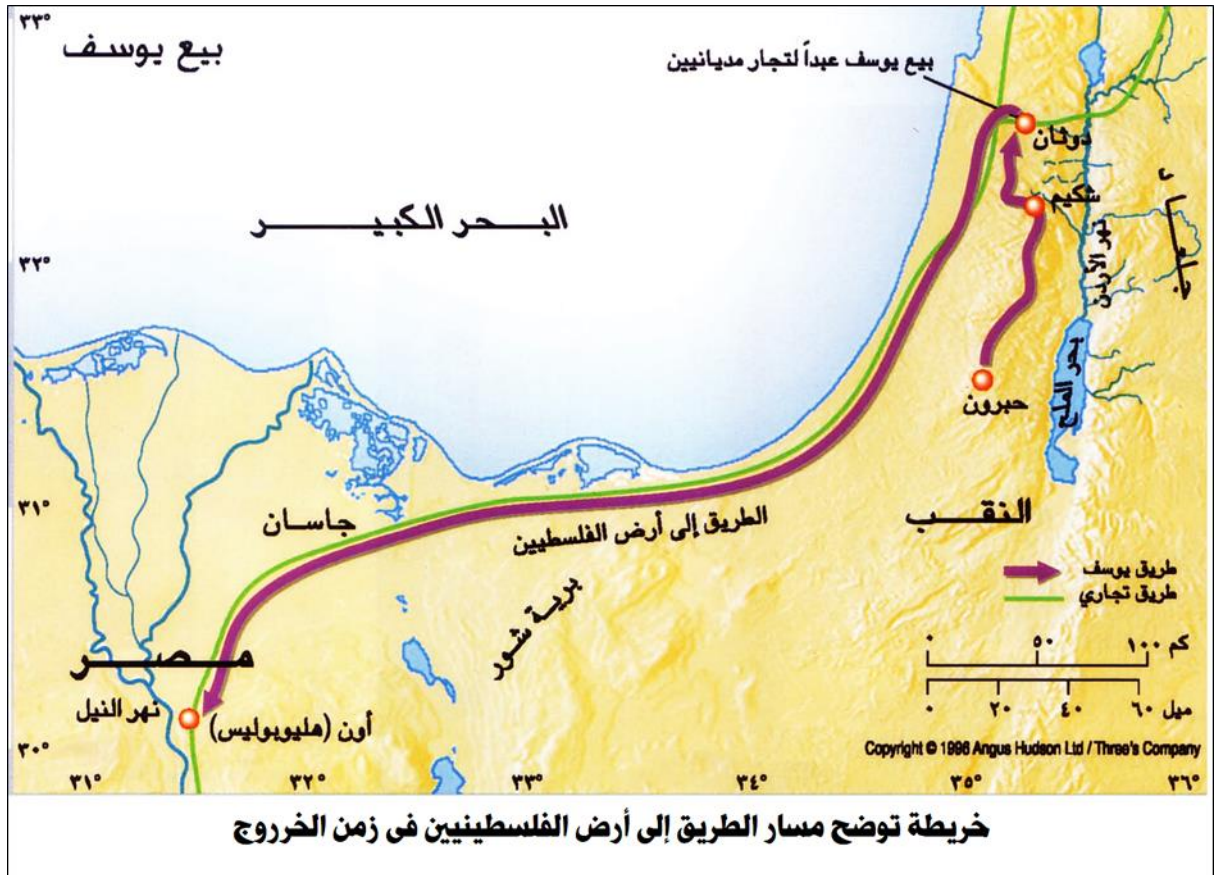 ٣٣°
بيع يوسف
بيع يوسف عبداً لتجار مديانيين
دوثان
شكيم
جلعاد
البحر الكبير
نهر الأردن
٣٢°
بحر الملح
حبرون
٣١°
جاسان
الطريق إلى أرض الفلسطيين
النقب
برية شور
طريق يوسف
طريق تجاري
مصر
٠ ٥٠ ١٠٠ كم
٠ ٢٠ ٤٠ ٦٠ ميل
نهر النيل
أون (هليوبوليس)
٣٠°
Copyright © 1996 Angus Hudson Ltd / Three's Company
٣١° ٣٢° ٣٣° ٣٤° ٣٥° ٣٦°
خريطة توضح مسار الطريق إلى أرض الفلسطينيين فى زمن الخرروج